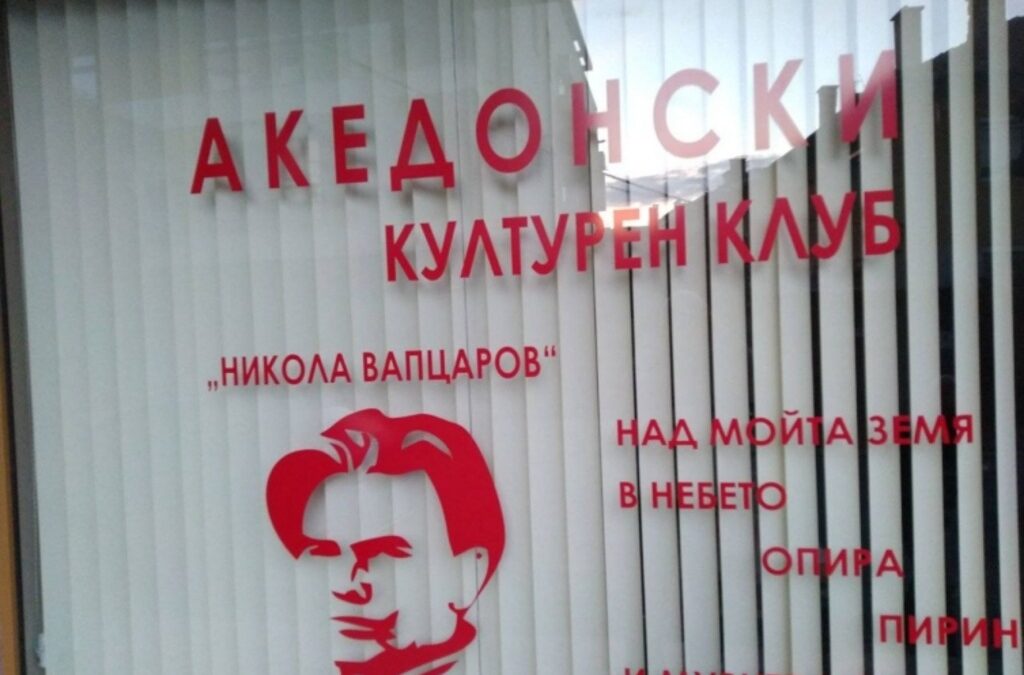 АКЕДОНСКИ
КУЛТУРЕН КЛУБ
„НИКОЛА ВАПЦАРОВ“
НАД МОЙТА ЗЕМЯ
В НЕБЕТО
ОПИРА
ПИРИН